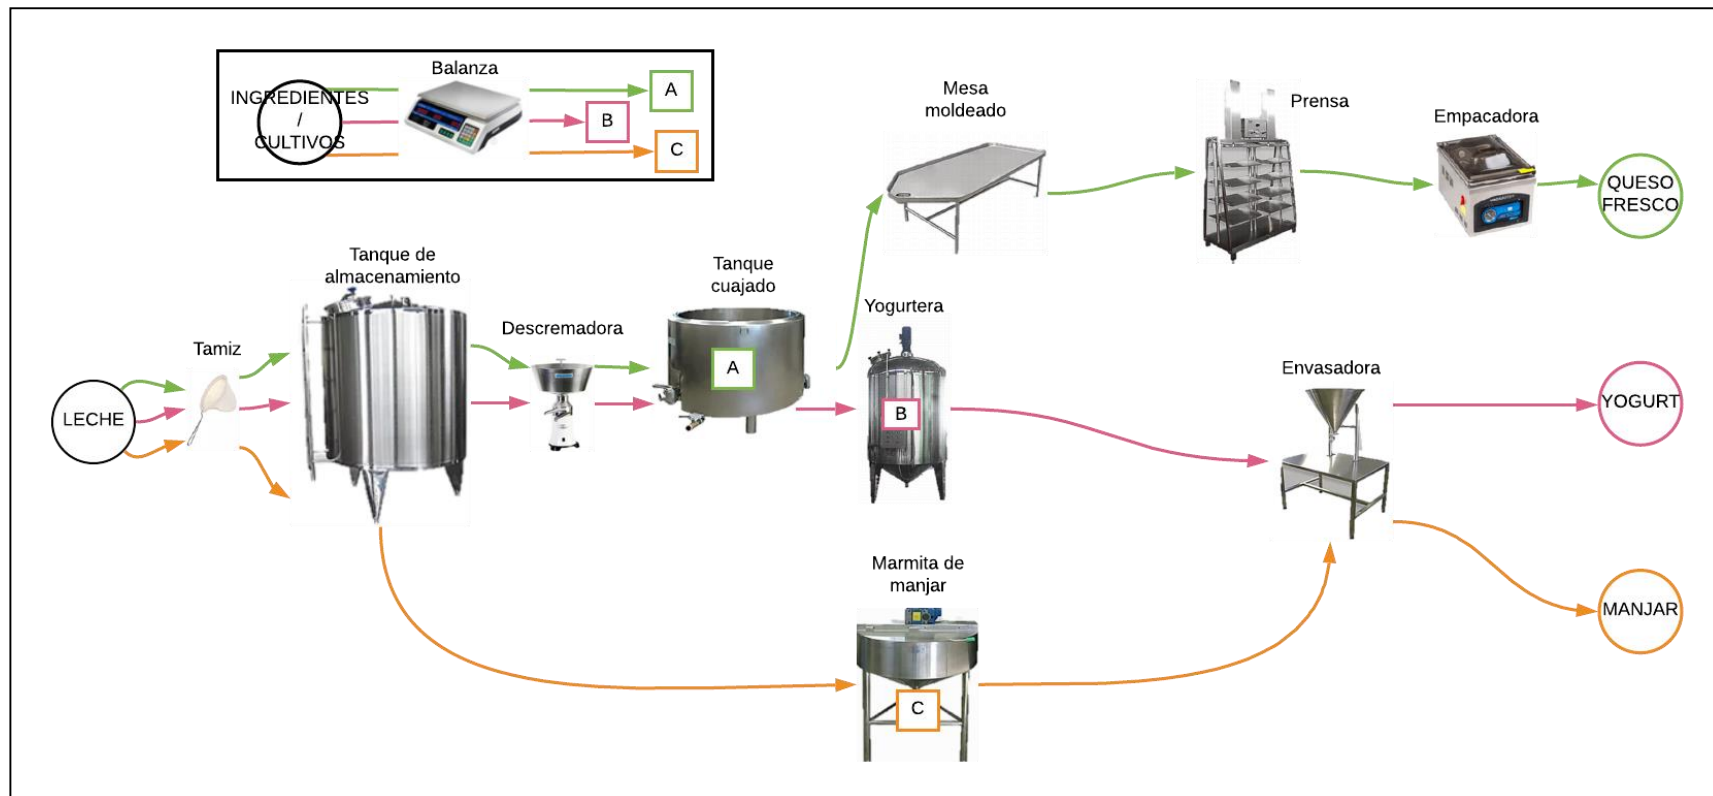 Balanza
INGREDIENTES
/
CULTIVOS
A
B
C
Mesa
moldeado
Prensa
Empacadora
QUESO
FRESCO
Tanque de
almacenamiento
Tanque
cuajado
Descremadora
Yogurtera
Tamiz
Envasadora
LECHE
A
B
YOGURT
Marmita de
manjar
C
MANJAR